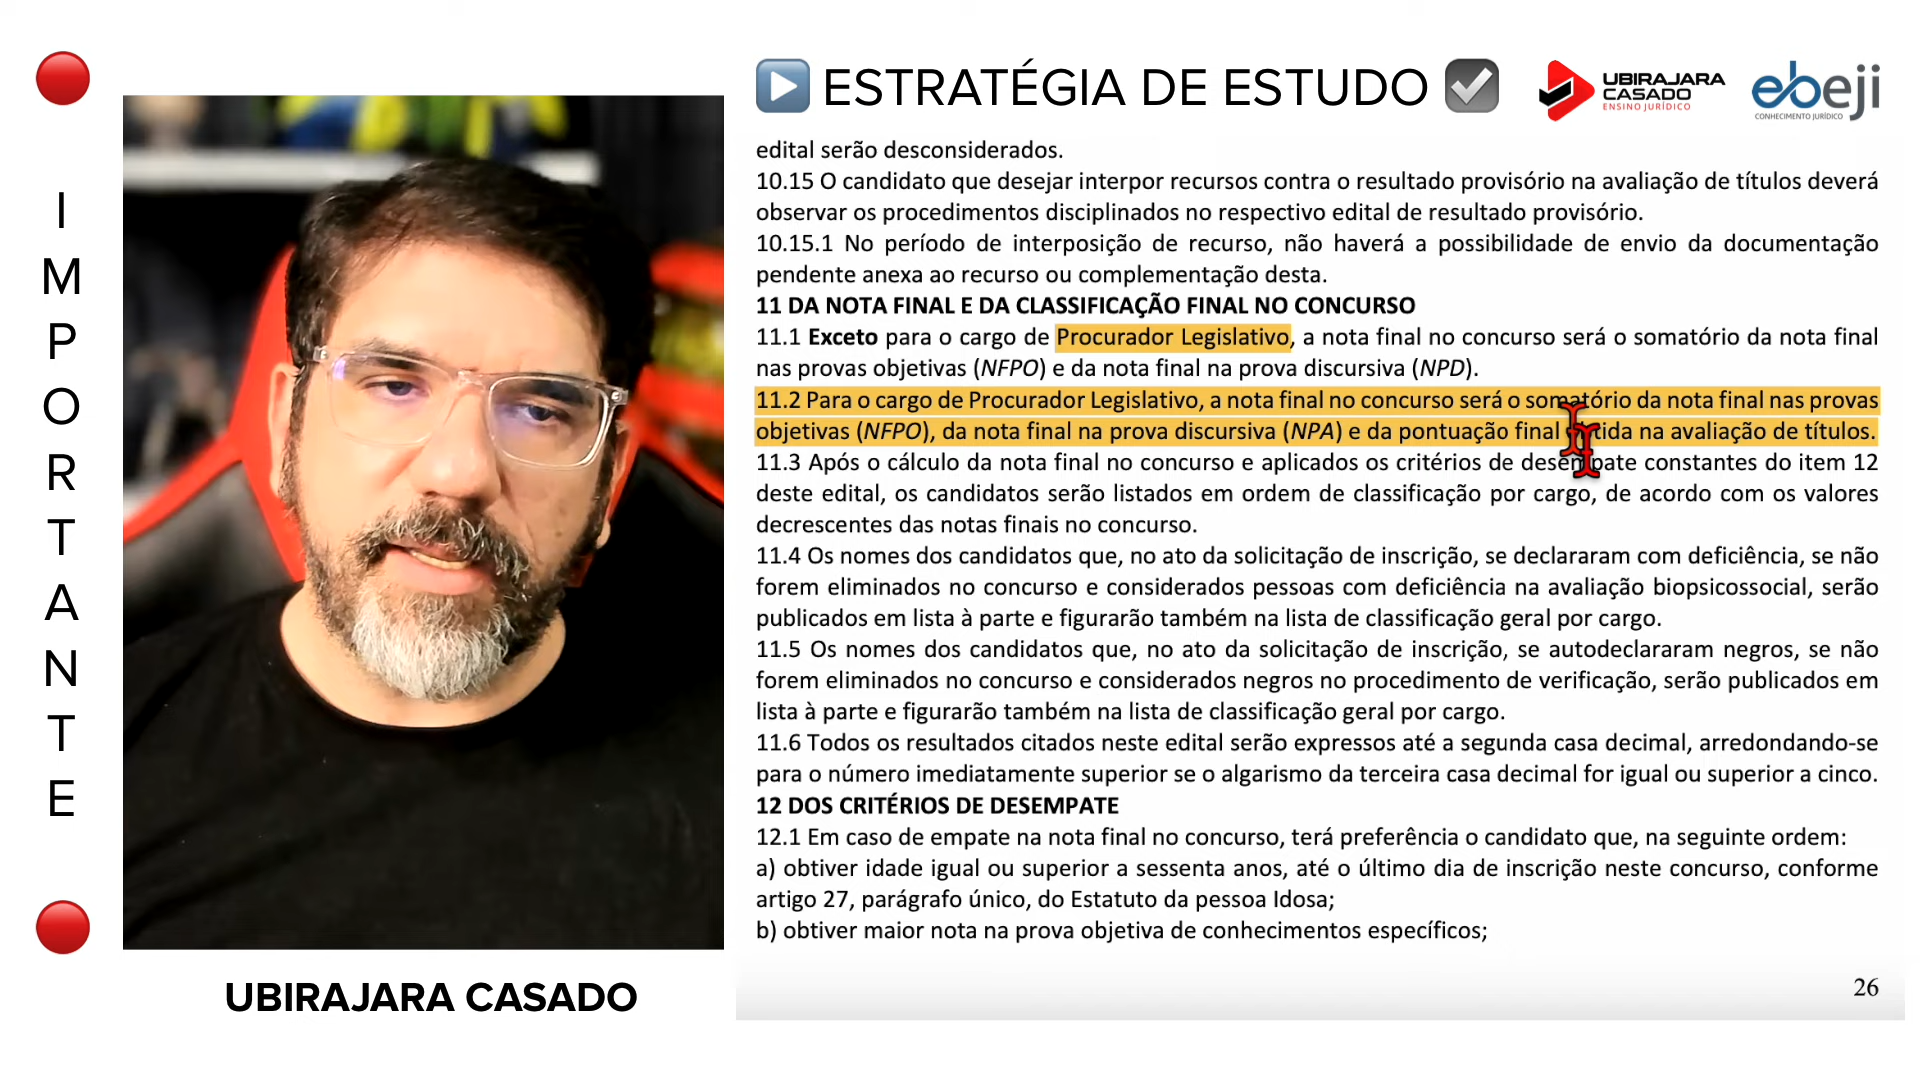 ESTRATÉGIA DE ESTUDO
UBIRAJARA
CASADO
ENSINO JURÍDICO
ebeji
CONHECIMENTO JURÍDICO
I
M
P
O
R
T
A
N
T
E
edital serão desconsiderados.
10.15 O candidato que desejar interpor recursos contra o resultado provisório na avaliação de títulos deverá
observar os procedimentos disciplinados no respectivo edital de resultado provisório.
10.15.1 No período de interposição de recurso, não haverá a possibilidade de envio da documentação
pendente anexa ao recurso ou complementação desta.
11 DA NOTA FINAL E DA CLASSIFICAÇÃO FINAL NO CONCURSO
11.1 Exceto para o cargo de Procurador Legislativo, a nota final no concurso será o somatório da nota final
nas provas objetivas (NFPO) e da nota final na prova discursiva (NPD).
11.2 Para o cargo de Procurador Legislativo, a nota final no concurso será o somatório da nota final nas provas
objetivas (NFPO), da nota final na prova discursiva (NPA) e da pontuação final obtida na avaliação de títulos.
11.3 Após o cálculo da nota final no concurso e aplicados os critérios de desempate constantes do item 12
deste edital, os candidatos serão listados em ordem de classificação por cargo, de acordo com os valores
decrescentes das notas finais no concurso.
11.4 Os nomes dos candidatos que, no ato da solicitação de inscrição, se declararam com deficiência, se não
forem eliminados no concurso e considerados pessoas com deficiência na avaliação biopsicossocial, serão
publicados em lista à parte e figurarão também na lista de classificação geral por cargo.
11.5 Os nomes dos candidatos que, no ato da solicitação de inscrição, se autodeclararam negros, se não
forem eliminados no concurso e considerados negros no procedimento de verificação, serão publicados em
lista à parte e figurarão também na lista de classificação geral por cargo.
11.6 Todos os resultados citados neste edital serão expressos até a segunda casa decimal, arredondando-se
para o número imediatamente superior se o algarismo da terceira casa decimal for igual ou superior a cinco.
12 DOS CRITÉRIOS DE DESEMPATE
12.1 Em caso de empate na nota final no concurso, terá preferência o candidato que, na seguinte ordem:
a) obtiver idade igual ou superior a sessenta anos, até o último dia de inscrição neste concurso, conforme
artigo 27, parágrafo único, do Estatuto da pessoa Idosa;
b) obtiver maior nota na prova objetiva de conhecimentos específicos;
26
UBIRAJARA CASADO